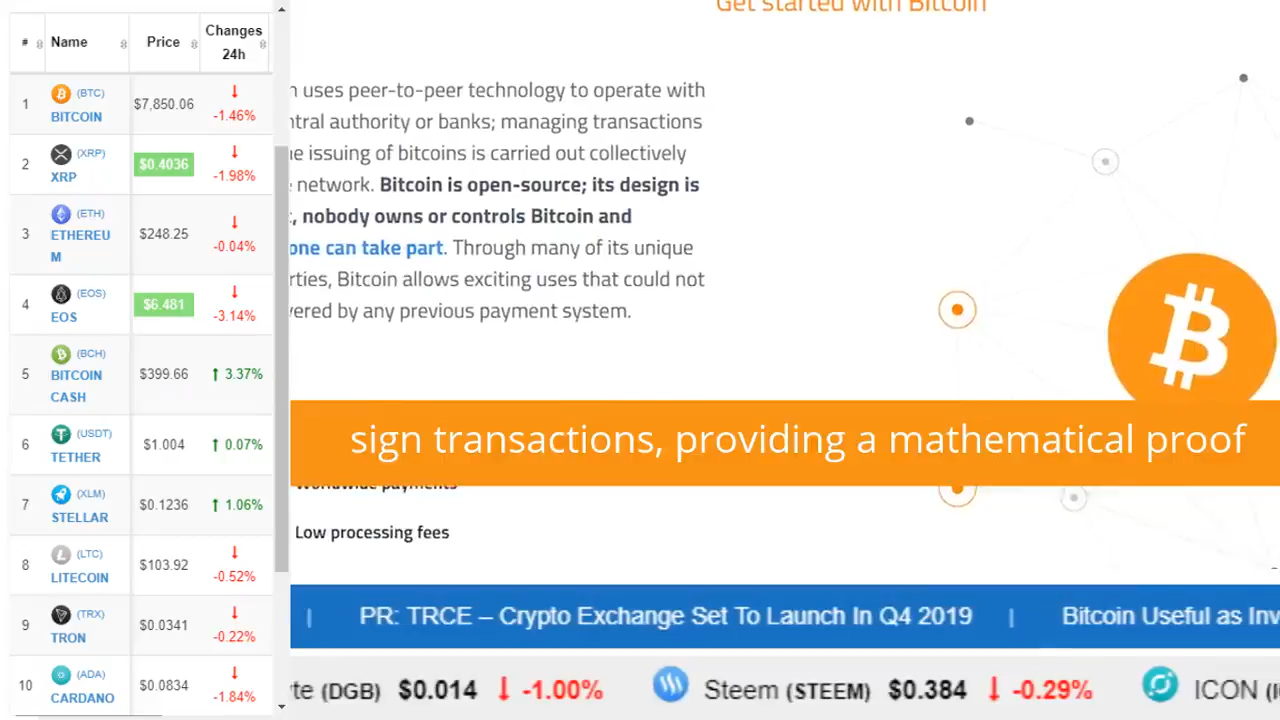 # Name Price Changes 24h
1 (BTC) BITCOIN $7,850.06 ↓ -1.46%
2 (XRP) XRP $0.4036 ↓ -1.98%
3 (ETH) ETHEREU M $248.25 ↓ -0.04%
4 (EOS) EOS $6.481 ↓ -3.14%
5 (BCH) BITCOIN CASH $399.66 ↑ 3.37%
6 (USDT) TETHER $1.004 ↑ 0.07%
7 (XLM) STELLAR $0.1236 ↑ 1.06%
8 (LTC) LITECOIN $103.92 ↓ -0.52%
9 (TRX) TRON $0.0341 ↓ -0.22%
10 (ADA) CARDANO $0.0834 ↓ -1.84%
Get started with Bitcoin
uses peer-to-peer technology to operate with
authority or banks; managing transactions
issuing of bitcoins is carried out collectively
network. Bitcoin is open-source; its design is
nobody owns or controls Bitcoin and
one can take part. Through many of its unique
Bitcoin allows exciting uses that could not
by any previous payment system.
sign transactions, providing a mathematical proof
Worldwide payments
Low processing fees
| PR: TRCE – Crypto Exchange Set To Launch In Q4 2019 | Bitcoin Useful as
(DGB) $0.014 ↓ -1.00% Steem (STEEM) $0.384 ↓ -0.29% ICON